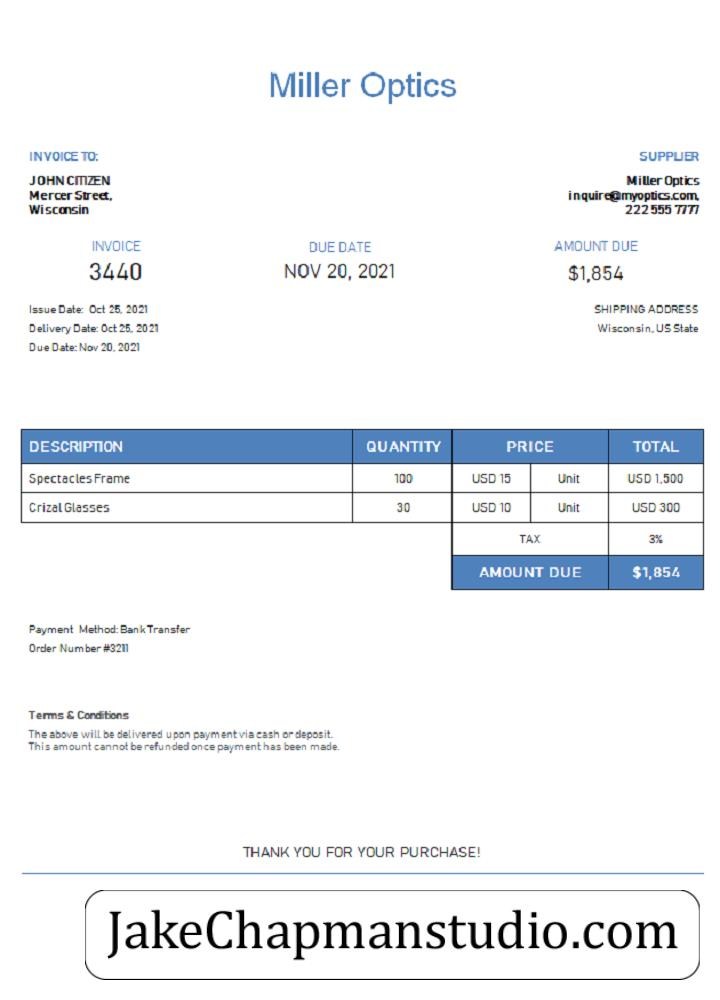 Miller Optics
INVOICE TO:
SUPPLIER
JOHN CITIZEN
Mercer Street,
Wisconsin
Miller Optics
inquire@myoptics.com,
222 555 7777
INVOICE
DUE DATE
AMOUNT DUE
3440
NOV 20, 2021
$1,854
Issue Date: Oct 25, 2021
Delivery Date: Oct 25, 2021
Due Date: Nov 20, 2021
SHIPPING ADDRESS
Wisconsin, US State
DESCRIPTION QUANTITY PRICE TOTAL
Spectacles Frame 100 USD 15 Unit USD 1,500
Crizal Glasses 30 USD 10 Unit USD 300
TAX 3%
AMOUNT DUE $1,854
Payment Method: Bank Transfer
Order Number #3211
Terms & Conditions
The above will be delivered upon payment via cash or deposit.
This amount cannot be refunded once payment has been made.
THANK YOU FOR YOUR PURCHASE!
JakeChapmanstudio.com